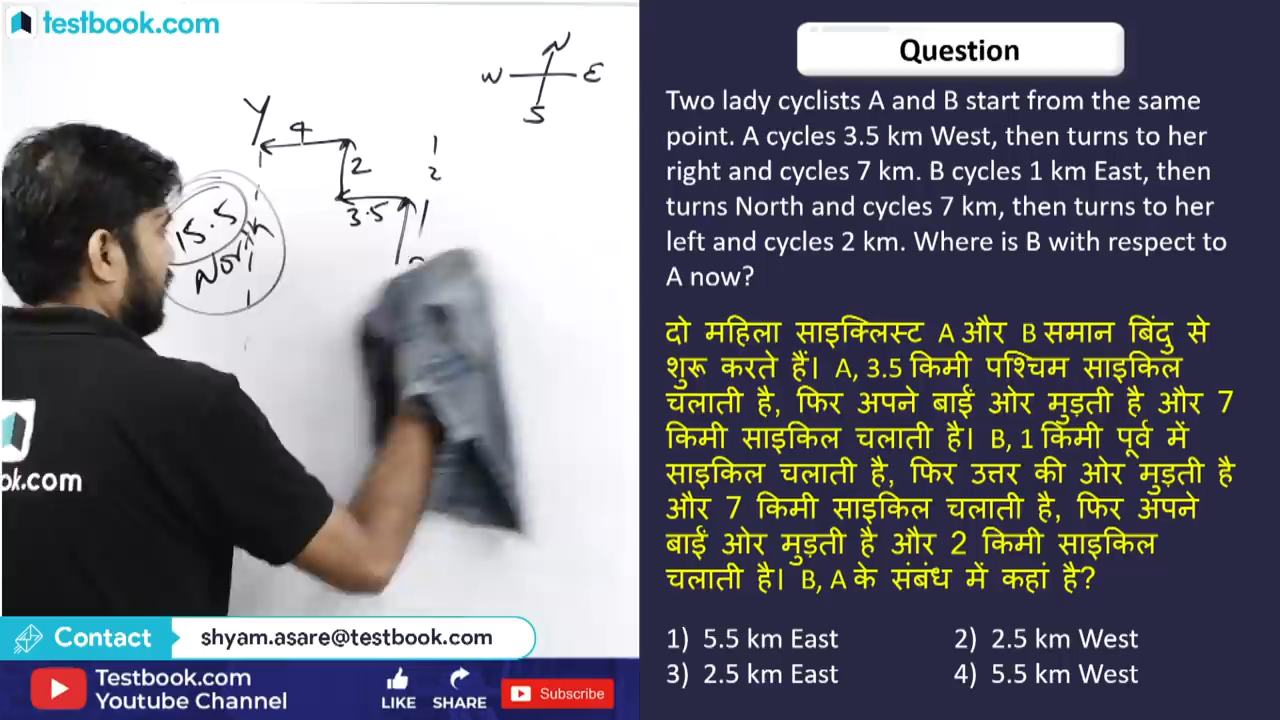 testbook.com
N
W
E
S
Y
4
2
1
2
3.5
1
15.5
North
ok.com
Contact
shyam.asare@testbook.com
Testbook.com
Youtube Channel
LIKE
SHARE
Subscribe
Question
Two lady cyclists A and B start from the same
point. A cycles 3.5 km West, then turns to her
right and cycles 7 km. B cycles 1 km East, then
turns North and cycles 7 km, then turns to her
left and cycles 2 km. Where is B with respect to
A now?
दो महिला साइक्लिस्ट A और B समान बिंदु से
शुरू करते हैं। A, 3.5 किमी पश्चिम साइकिल
चलाती है, फिर अपने बाईं ओर मुड़ती है और 7
किमी साइकिल चलाती है। B, 1 किमी पूर्व में
साइकिल चलाती है, फिर उत्तर की ओर मुड़ती है
और 7 किमी साइकिल चलाती है, फिर अपने
बाईं ओर मुड़ती है और 2 किमी साइकिल
चलाती है। B, A के संबंध में कहां है?
1) 5.5 km East
2) 2.5 km West
3) 2.5 km East
4) 5.5 km West